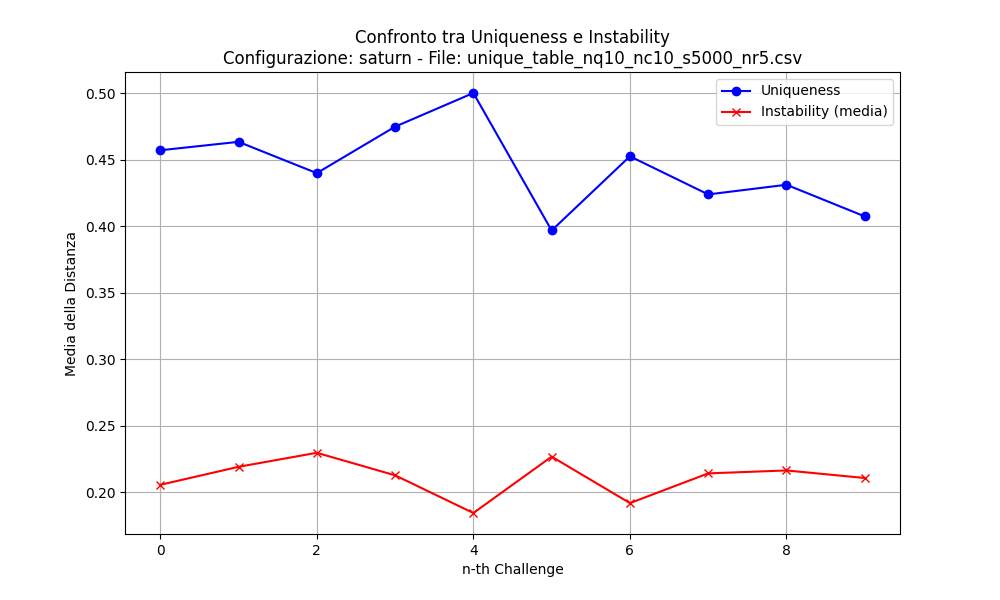 Confronto tra Uniqueness e Instability
Configurazione: saturn - File: unique_table_nq10_nc10_s5000_nr5.csv
Uniqueness
Instability (media)
Media della Distanza
0.50
0.45
0.40
0.35
0.30
0.25
0.20
0 2 4 6 8
n-th Challenge